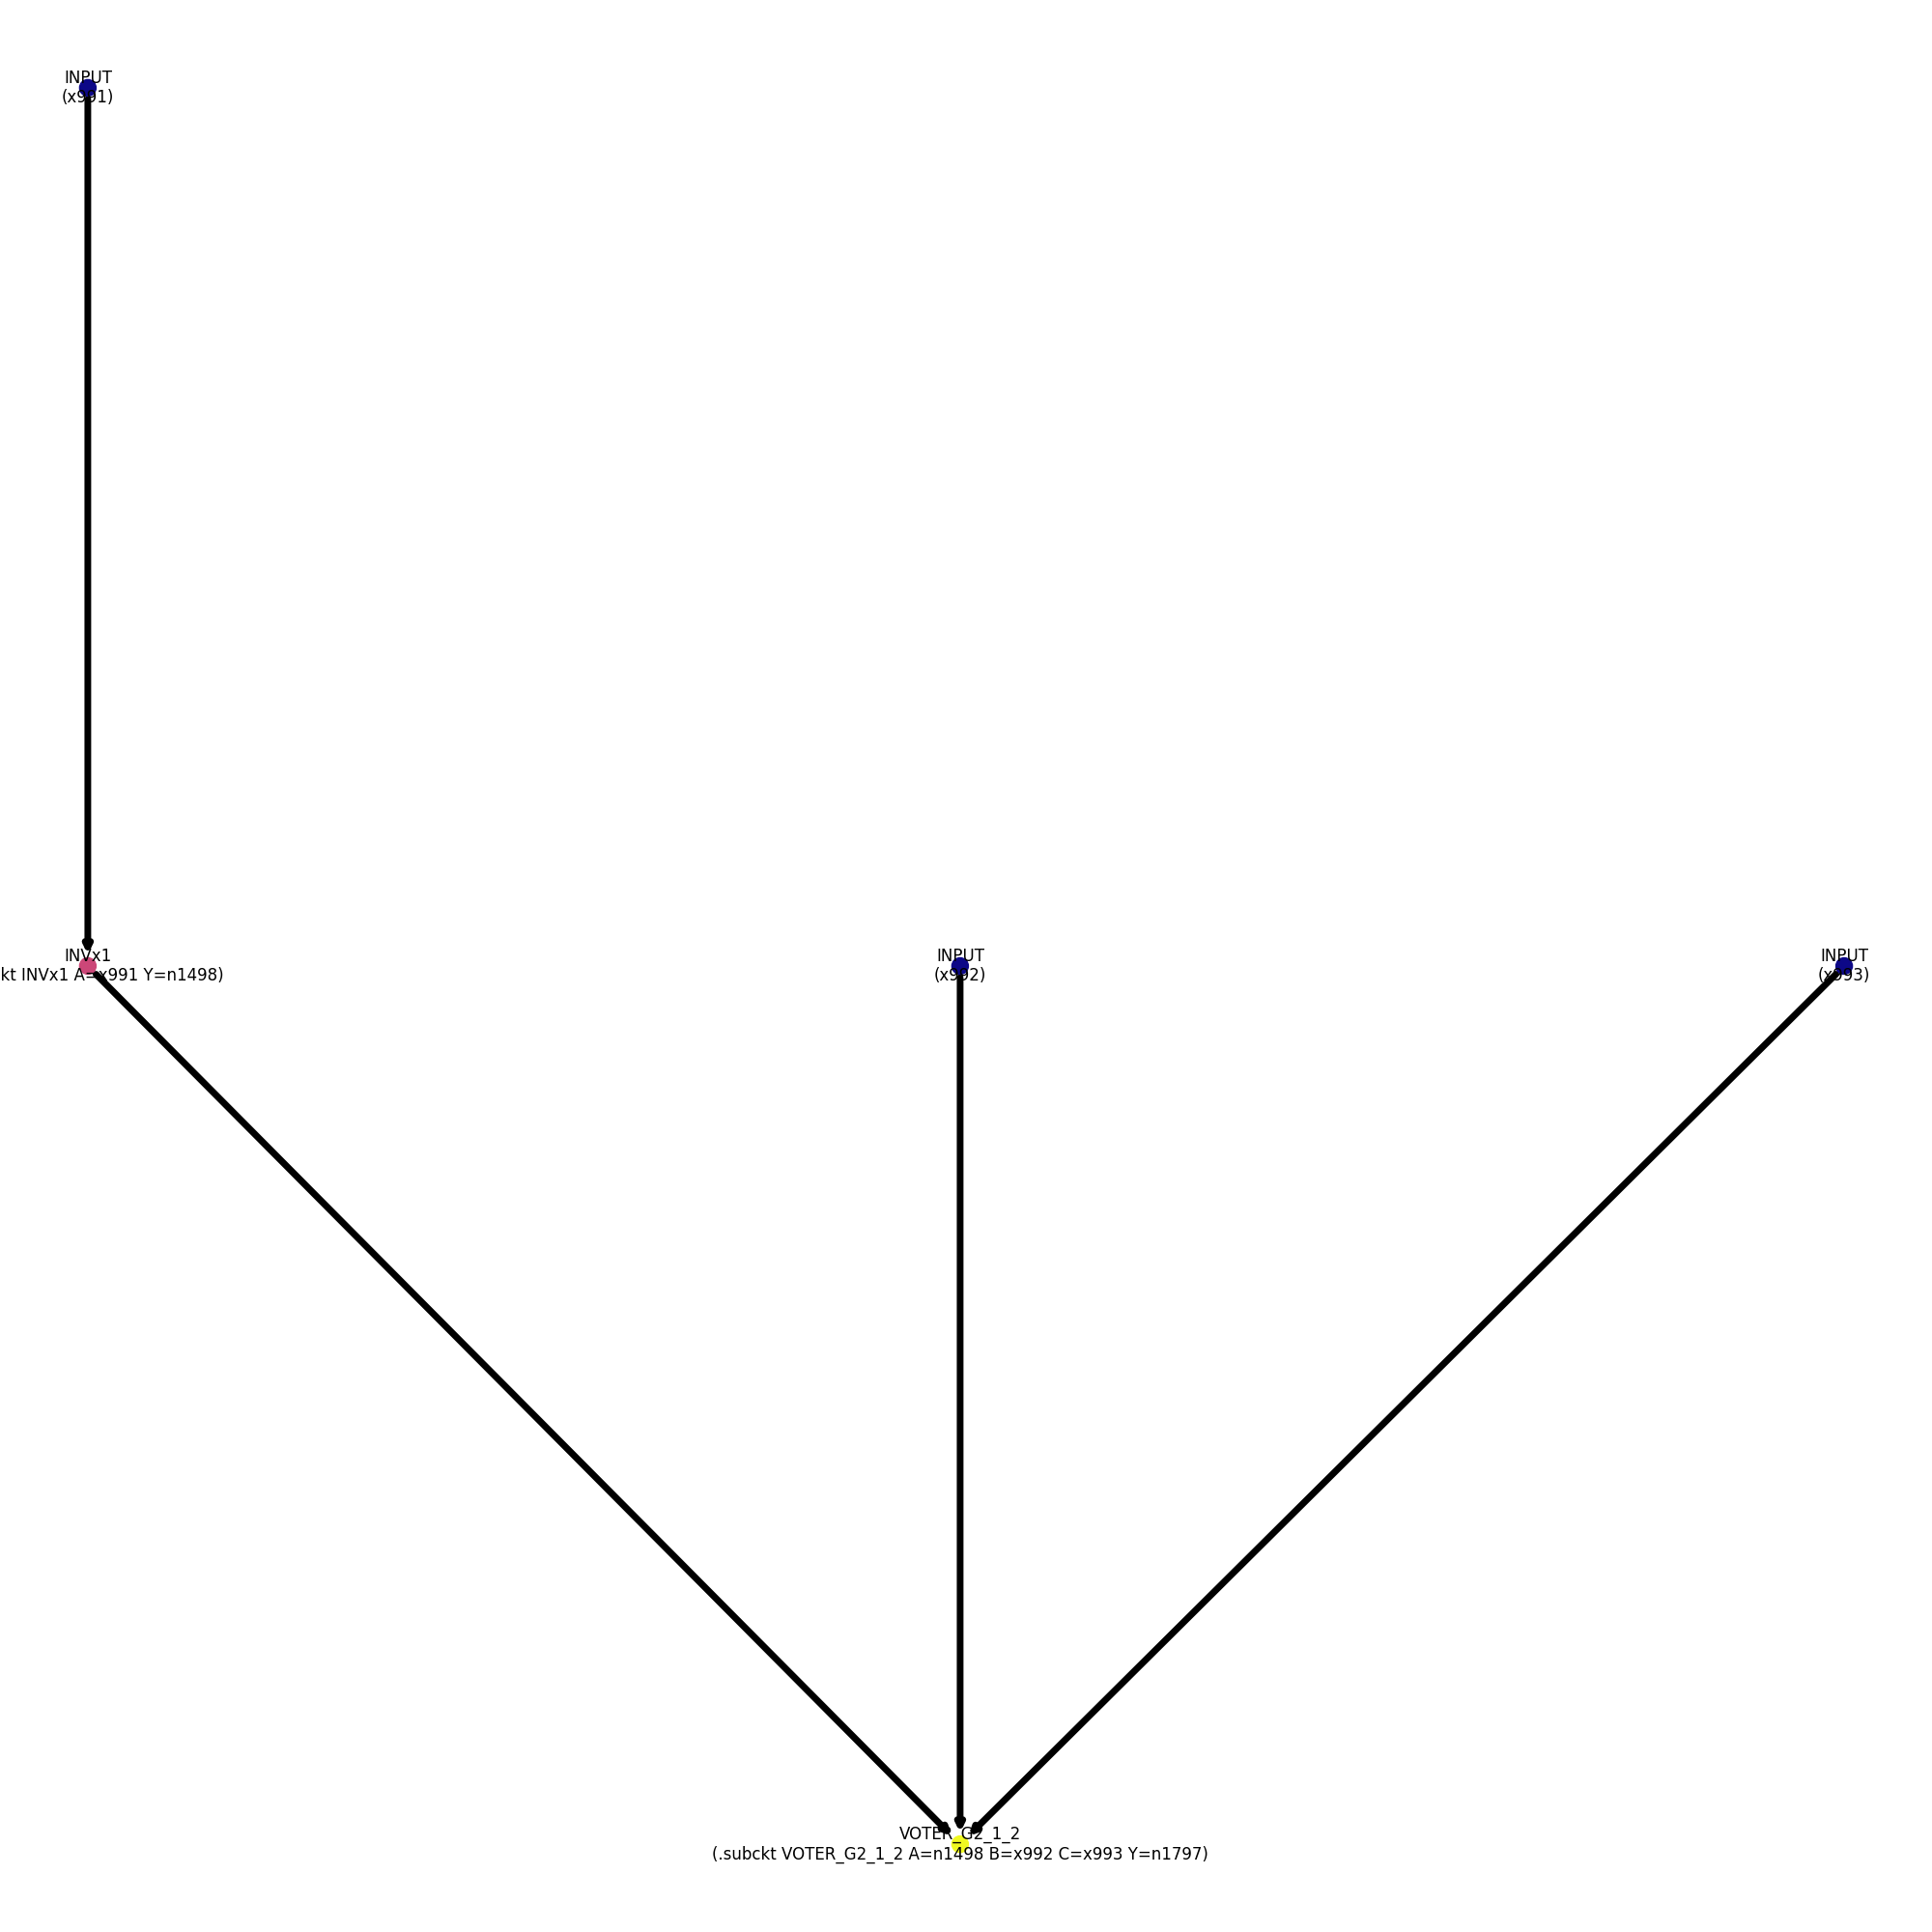 INPUT
(x991)
INVx1
kt INVx1 A=x991 Y=n1498)
INPUT
(x992)
INPUT
(x993)
VOTER_G2_1_2
(.subckt VOTER_G2_1_2 A=n1498 B=x992 C=x993 Y=n1797)